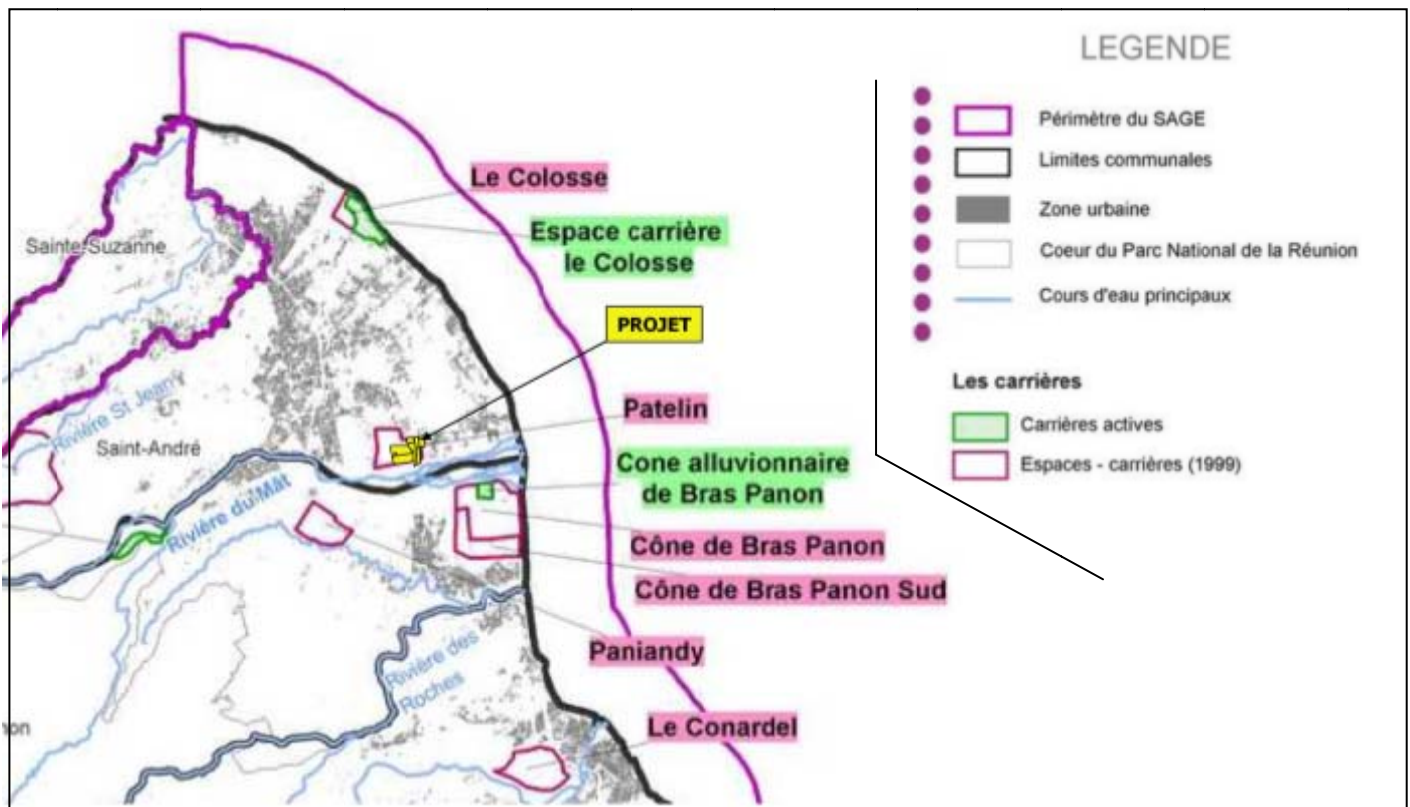 LEGENDE
Périmètre du SAGE
Limites communales
Zone urbaine
Coeur du Parc National de la Réunion
Cours d'eau principaux
Les carrières
Carrières actives
Espaces - carrières (1999)
Le Colosse
Sainte-Suzanne
Espace carrière
le Colosse
PROJET
Rivière St Jean
Patelin
Saint-André
Cone alluvionnaire
de Bras Panon
Rivière du Mât
Cône de Bras Panon
Cône de Bras Panon Sud
Paniandy
Rivière des
Roches
Le Conardel
non